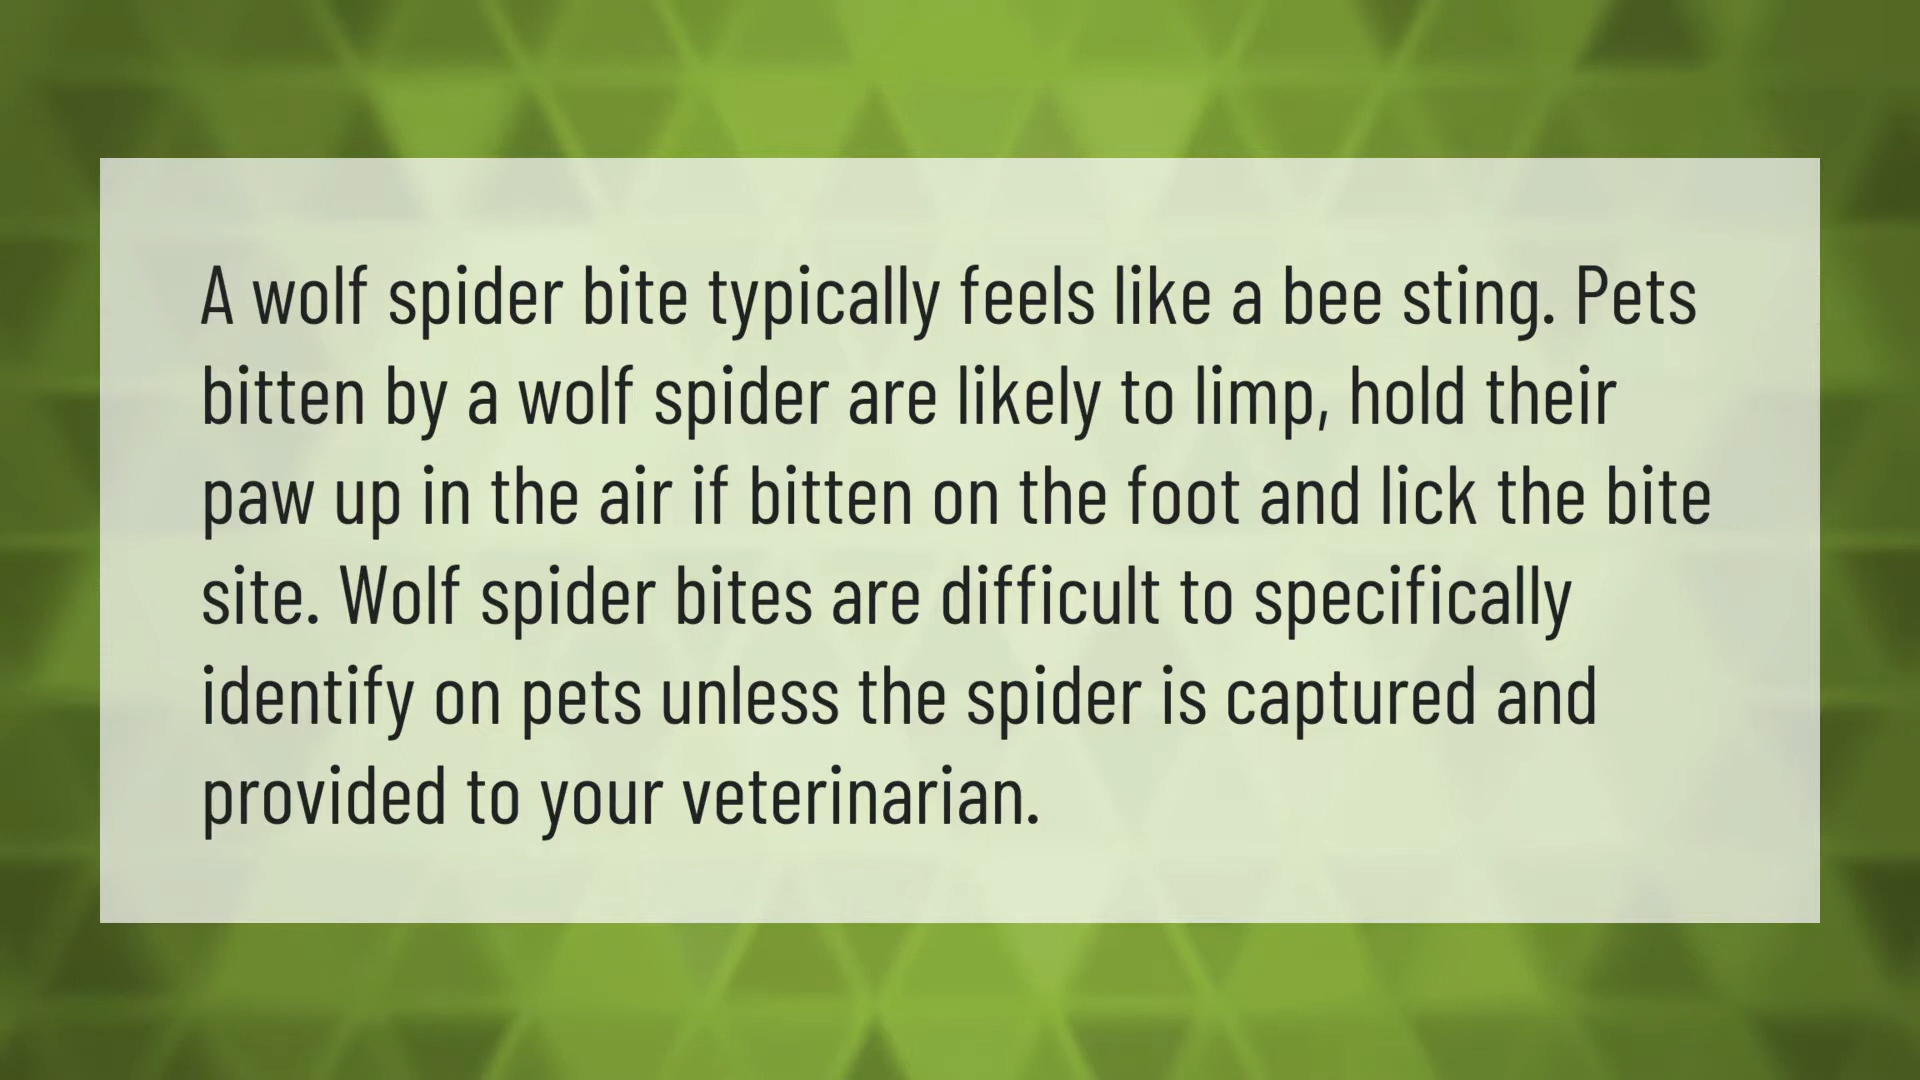 A wolf spider bite typically feels like a bee sting. Pets
bitten by a wolf spider are likely to limp, hold their
paw up in the air if bitten on the foot and lick the bite
site. Wolf spider bites are difficult to specifically
identify on pets unless the spider is captured and
provided to your veterinarian.